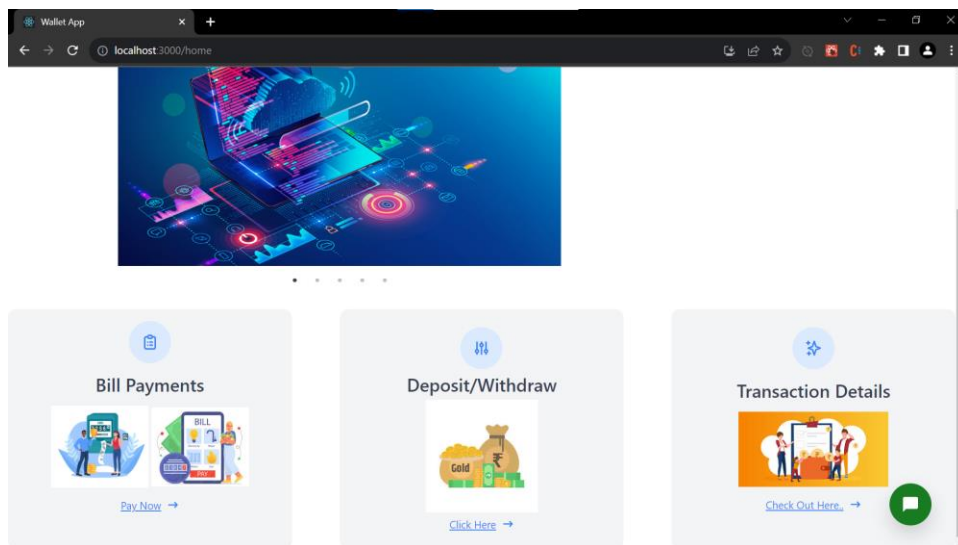 Wallet App
localhost:3000/home
Bill Payments
BILL
PAY
Pay Now →
Deposit/Withdraw
Gold
₹
Click Here →
Transaction Details
Check Out Here.. →